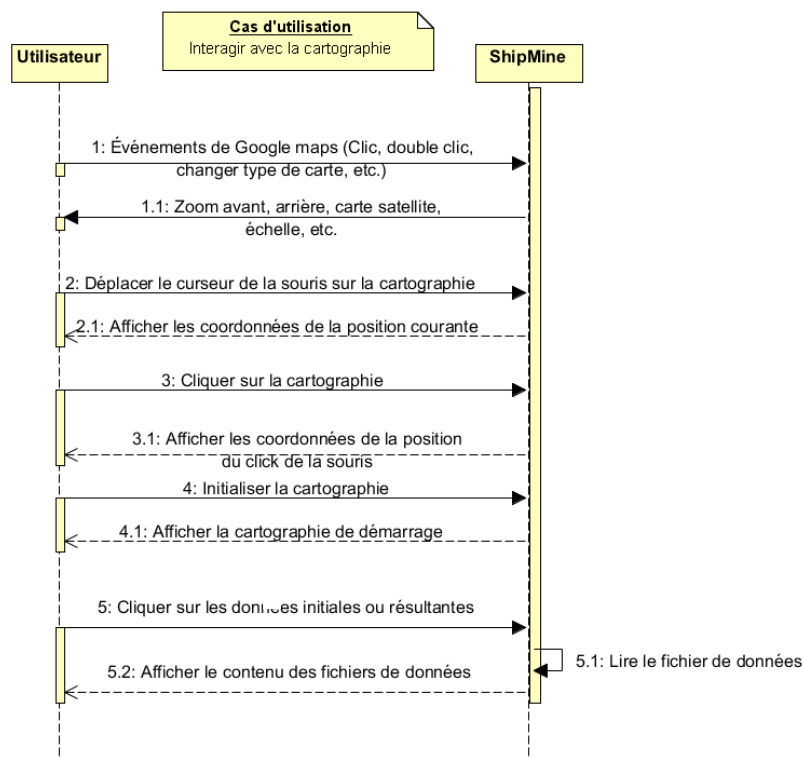 Cas d'utilisation
Interagir avec la cartographie
Utilisateur
ShipMine
1: Événements de Google maps (Clic, double clic,
changer type de carte, etc.)
1.1: Zoom avant, arrière, carte satellite,
échelle, etc.
2: Déplacer le curseur de la souris sur la cartographie
2.1: Afficher les coordonnées de la position courante
3: Cliquer sur la cartographie
3.1: Afficher les coordonnées de la position
du click de la souris
4: Initialiser la cartographie
4.1: Afficher la cartographie de démarrage
5: Cliquer sur les données initiales ou résultantes
5.1: Lire le fichier de données
5.2: Afficher le contenu des fichiers de données